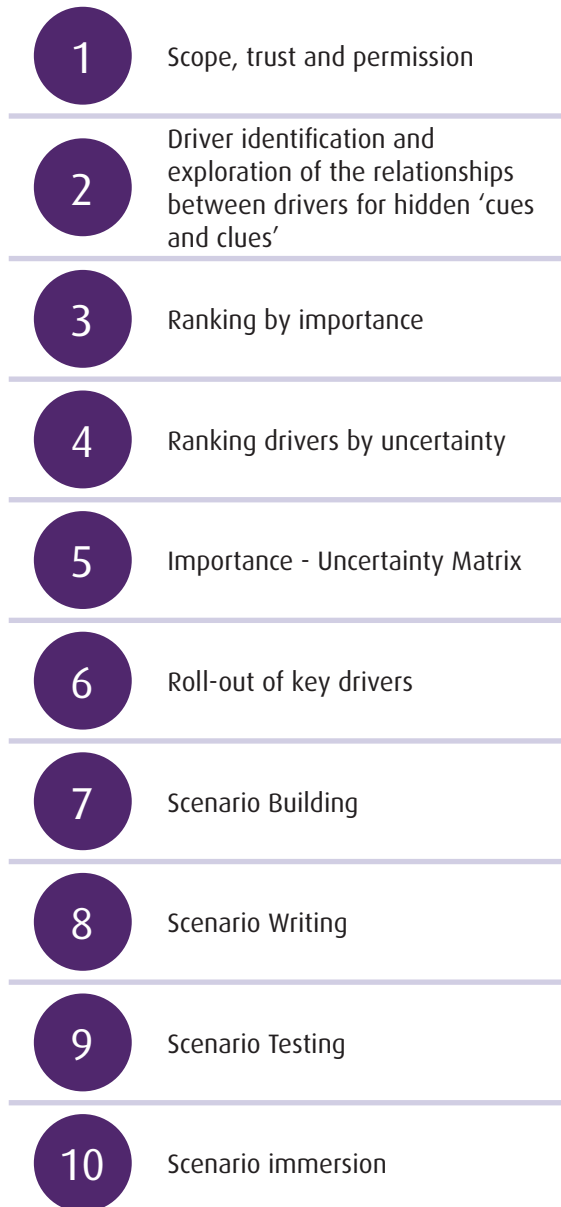 1
Scope, trust and permission
2
Driver identification and
exploration of the relationships
between drivers for hidden ‘cues
and clues’
3
Ranking by importance
4
Ranking drivers by uncertainty
5
Importance - Uncertainty Matrix
6
Roll-out of key drivers
7
Scenario Building
8
Scenario Writing
9
Scenario Testing
10
Scenario immersion